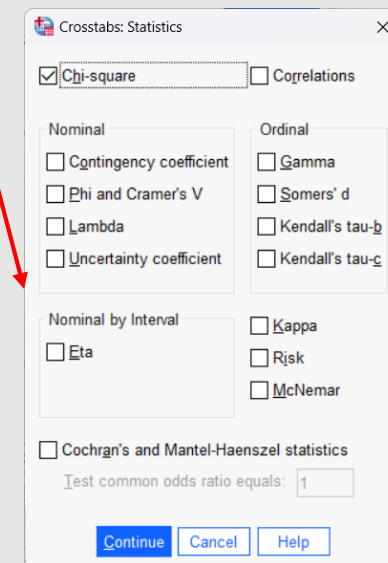 Crosstabs: Statistics
Chi-square
Correlations
Nominal
Contingency coefficient
Phi and Cramer's V
Lambda
Uncertainty coefficient
Ordinal
Gamma
Somers' d
Kendall's tau-b
Kendall's tau-c
Nominal by Interval
Eta
Kappa
Risk
McNemar
Cochran's and Mantel-Haenszel statistics
Test common odds ratio equals: 1
Continue Cancel Help